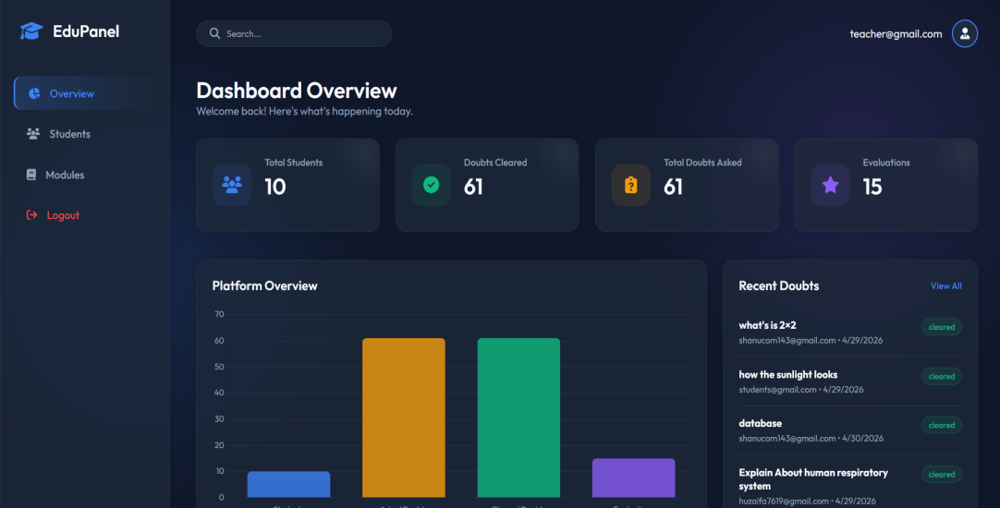 EduPanel
Search...
teacher@gmail.com
Overview
Students
Modules
Logout
Dashboard Overview
Welcome back! Here's what's happening today.
Total Students
10
Doubts Cleared
61
Total Doubts Asked
61
Evaluations
15
Platform Overview
70
60
50
40
30
20
10
0
Recent Doubts
View All
what's is 2×2
cleared
shanucom143@gmail.com • 4/29/2026
how the sunlight looks
cleared
students@gmail.com • 4/29/2026
database
cleared
shanucom143@gmail.com • 4/30/2026
Explain About human respiratory
system
cleared
huzaifa7619@gmail.com • 4/29/2026